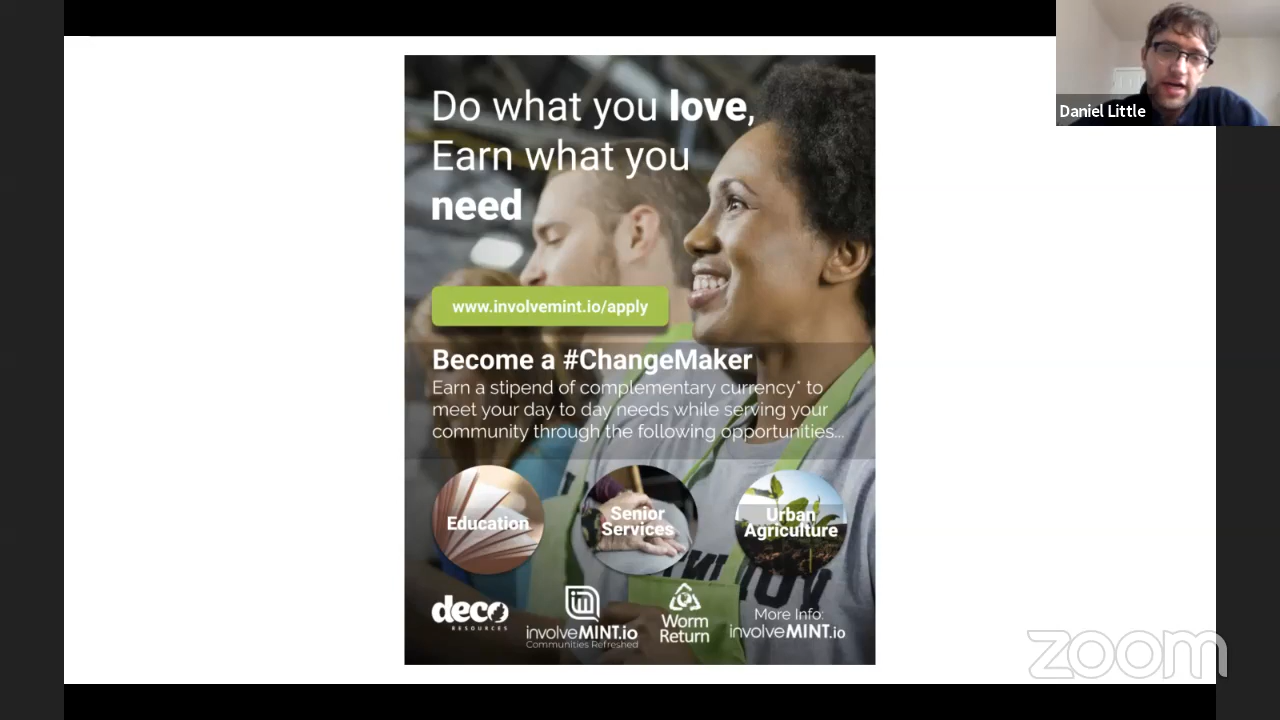 Do what you love,
Earn what you
need
www.involvemint.io/apply
Become a #ChangeMaker
Earn a stipend of complementary currency* to
meet your day to day needs while serving your
community through the following opportunities...
Education
Senior
Services
Urban
Agriculture
deco
RESOURCES
im
involveMINT.io
Communities Refreshed
Worm
Return
More Info:
involveMINT.io
Daniel Little
zoom